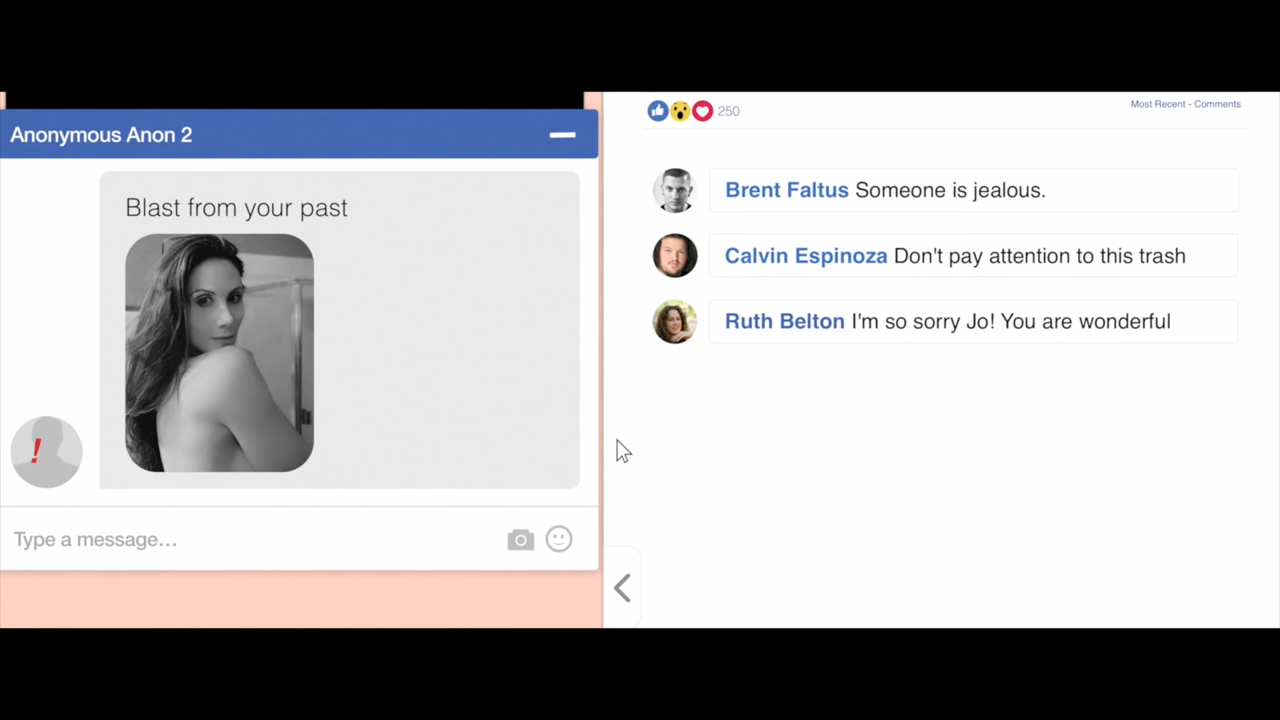 Anonymous Anon 2
Blast from your past
!
Type a message...
250
Most Recent - Comments
Brent Faltus Someone is jealous.
Calvin Espinoza Don't pay attention to this trash
Ruth Belton I'm so sorry Jo! You are wonderful